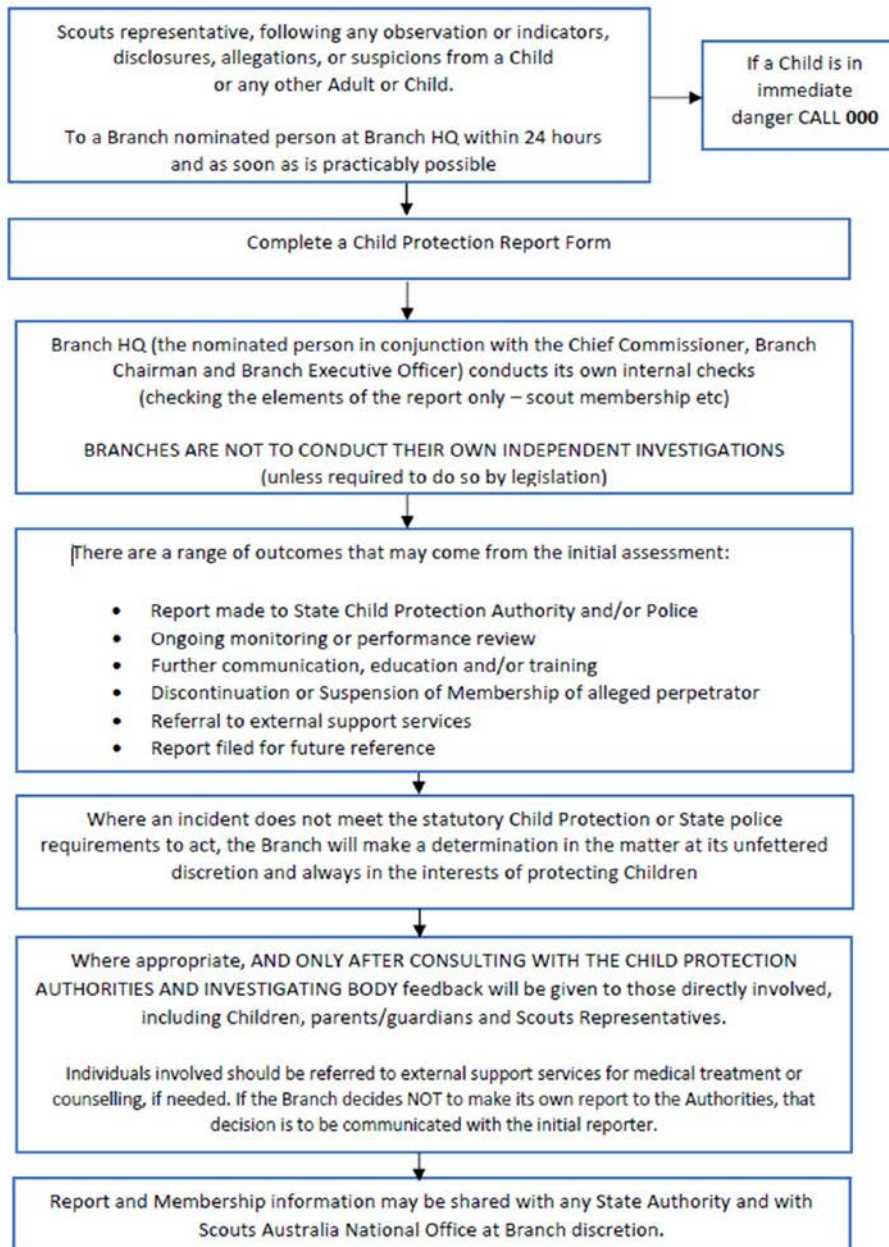 Scouts representative, following any observation or indicators,
disclosures, allegations, or suspicions from a Child
or any other Adult or Child.
To a Branch nominated person at Branch HQ within 24 hours
and as soon as is practicably possible
If a Child is in
immediate
danger CALL 000
Complete a Child Protection Report Form
Branch HQ (the nominated person in conjunction with the Chief Commissioner, Branch
Chairman and Branch Executive Officer) conducts its own internal checks
(checking the elements of the report only – scout membership etc)
BRANCHES ARE NOT TO CONDUCT THEIR OWN INDEPENDENT INVESTIGATIONS
(unless required to do so by legislation)
There are a range of outcomes that may come from the initial assessment:
• Report made to State Child Protection Authority and/or Police
• Ongoing monitoring or performance review
• Further communication, education and/or training
• Discontinuation or Suspension of Membership of alleged perpetrator
• Referral to external support services
• Report filed for future reference
Where an incident does not meet the statutory Child Protection or State police
requirements to act, the Branch will make a determination in the matter at its unfettered
discretion and always in the interests of protecting Children
Where appropriate, AND ONLY AFTER CONSULTING WITH THE CHILD PROTECTION
AUTHORITIES AND INVESTIGATING BODY feedback will be given to those directly involved,
including Children, parents/guardians and Scouts Representatives.
Individuals involved should be referred to external support services for medical treatment or
counselling, if needed. If the Branch decides NOT to make its own report to the Authorities, that
decision is to be communicated with the initial reporter.
Report and Membership information may be shared with any State Authority and with
Scouts Australia National Office at Branch discretion.